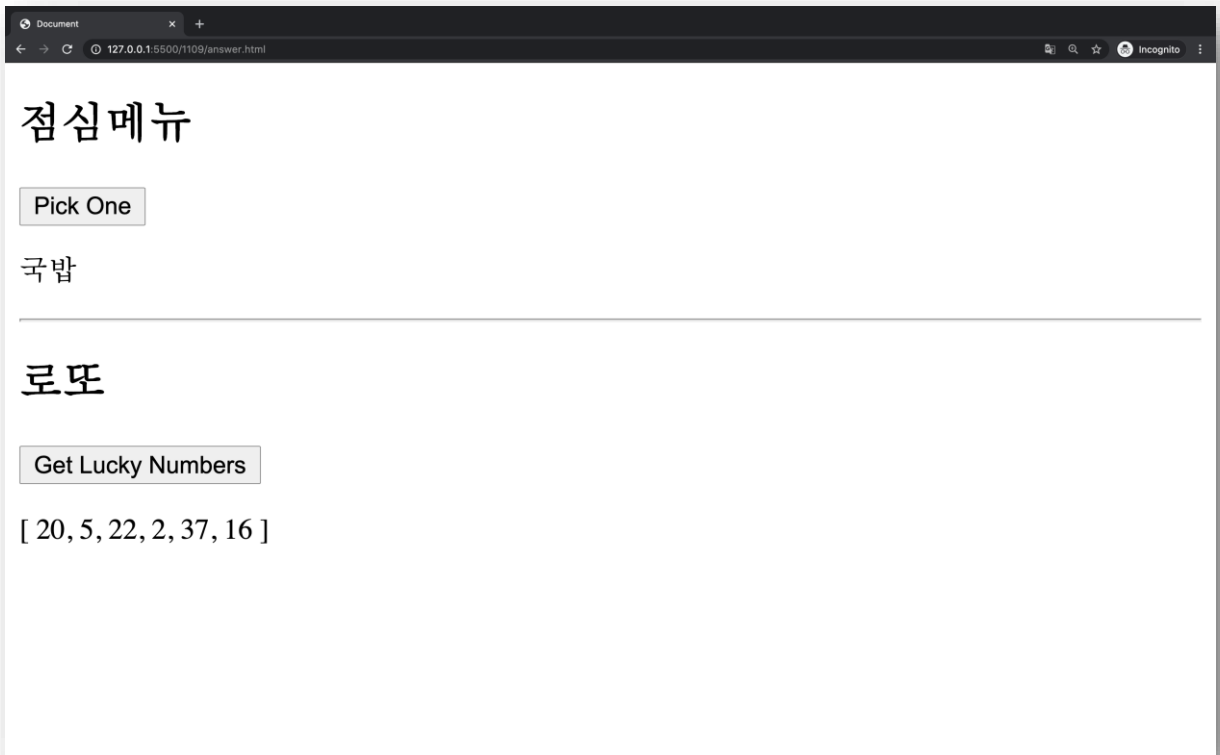 Document
127.0.0.1:5500/1109/answer.html
Incognito
점심메뉴
Pick One
국밥
로또
Get Lucky Numbers
[ 20, 5, 22, 2, 37, 16 ]